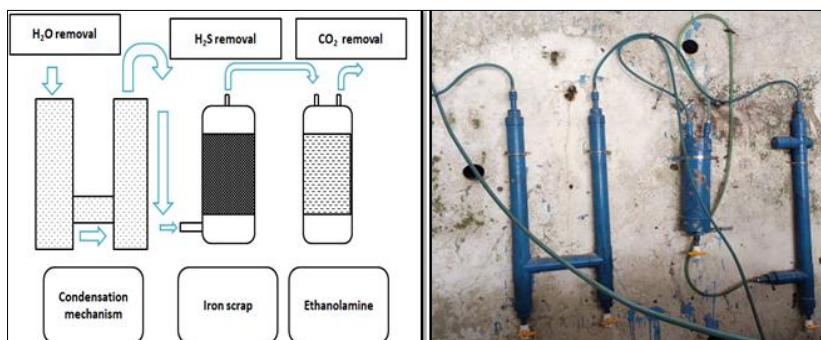 H₂O removal
H₂S removal
CO₂ removal
Condensation
mechanism
Iron scrap
Ethanolamine